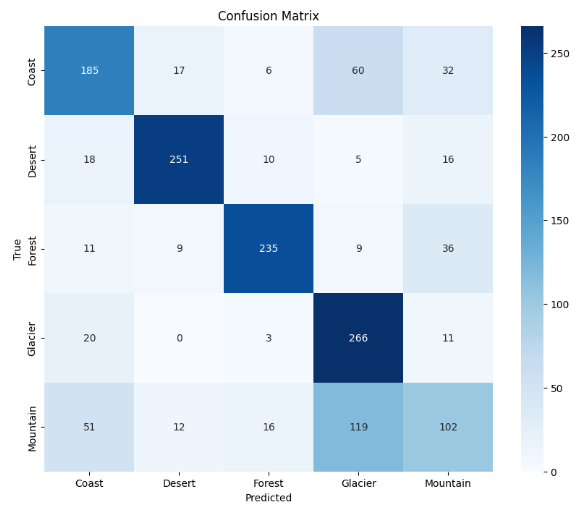 Confusion Matrix
Coast 185 17 6 60 32
Desert 18 251 10 5 16
Forest 11 9 235 9 36
Glacier 20 0 3 266 11
Mountain 51 12 16 119 102
Coast Desert Forest Glacier Mountain
Predicted
True
250
200
150
100
50
0